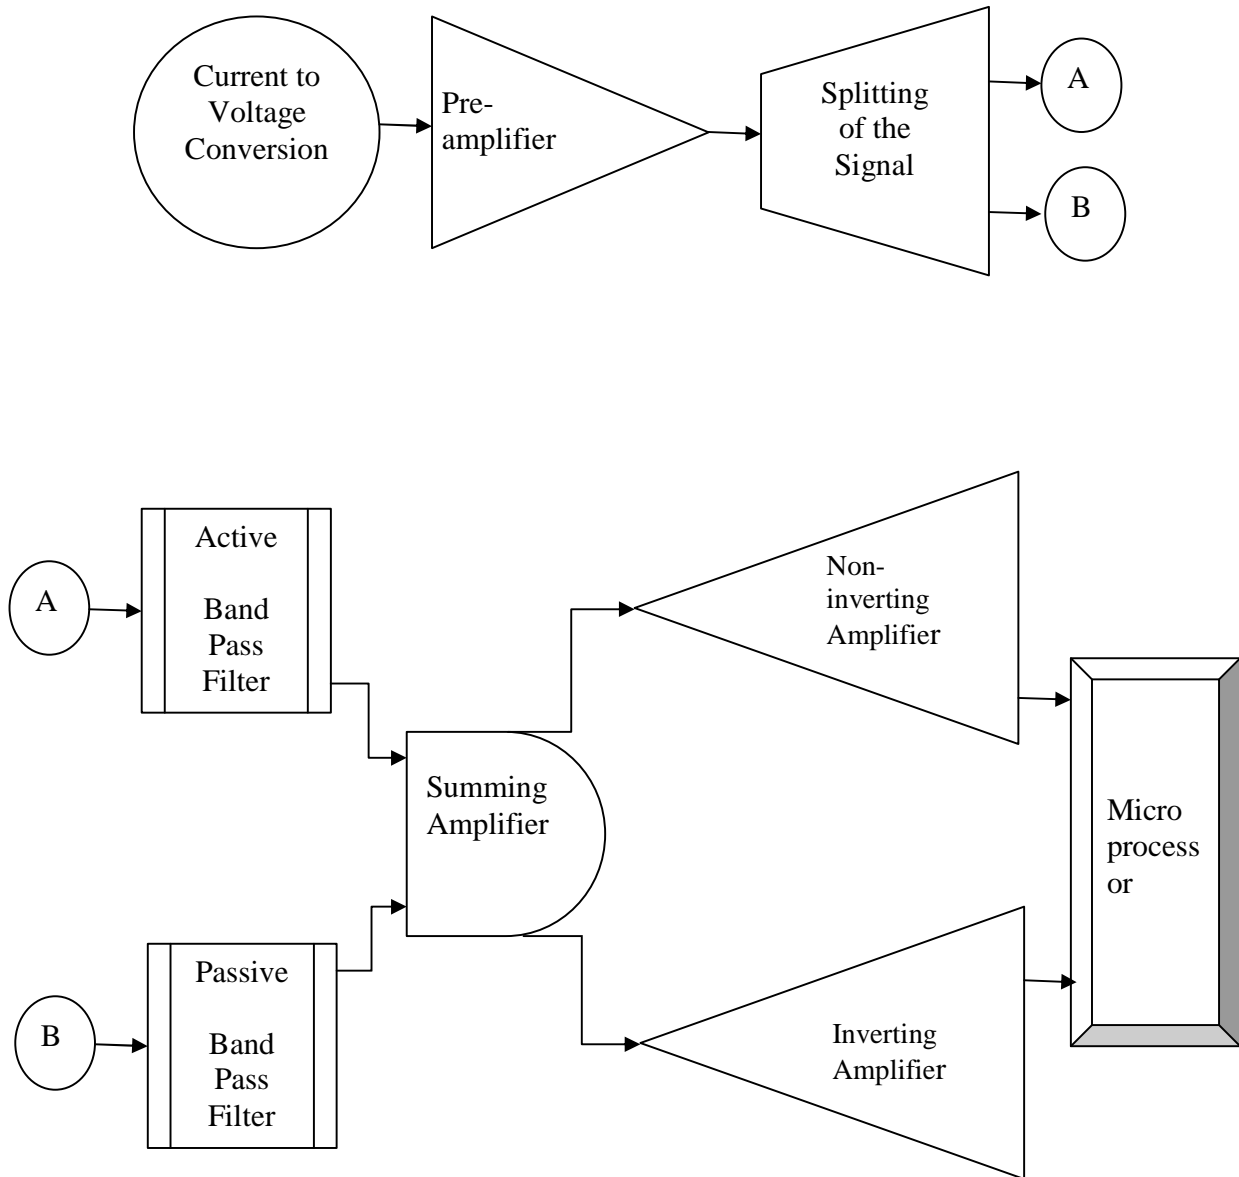 Current to
Voltage
Conversion
Pre-
amplifier
Splitting
of the
Signal
A
B
A
Active
Band
Pass
Filter
Non-
inverting
Amplifier
Summing
Amplifier
Micro
process
or
B
Passive
Band
Pass
Filter
Inverting
Amplifier